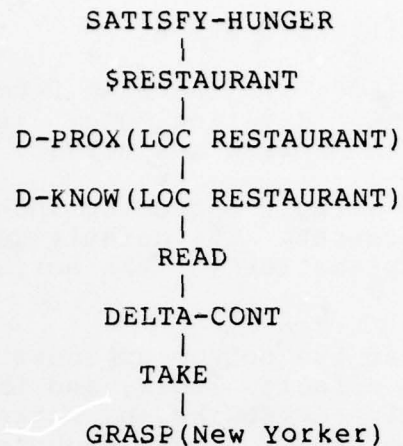 SATISFY-HUNGER
$RESTAURANT
D-PROX(LOC RESTAURANT)
D-KNOW(LOC RESTAURANT)
READ
DELTA-CONT
TAKE
GRASP(New Yorker)